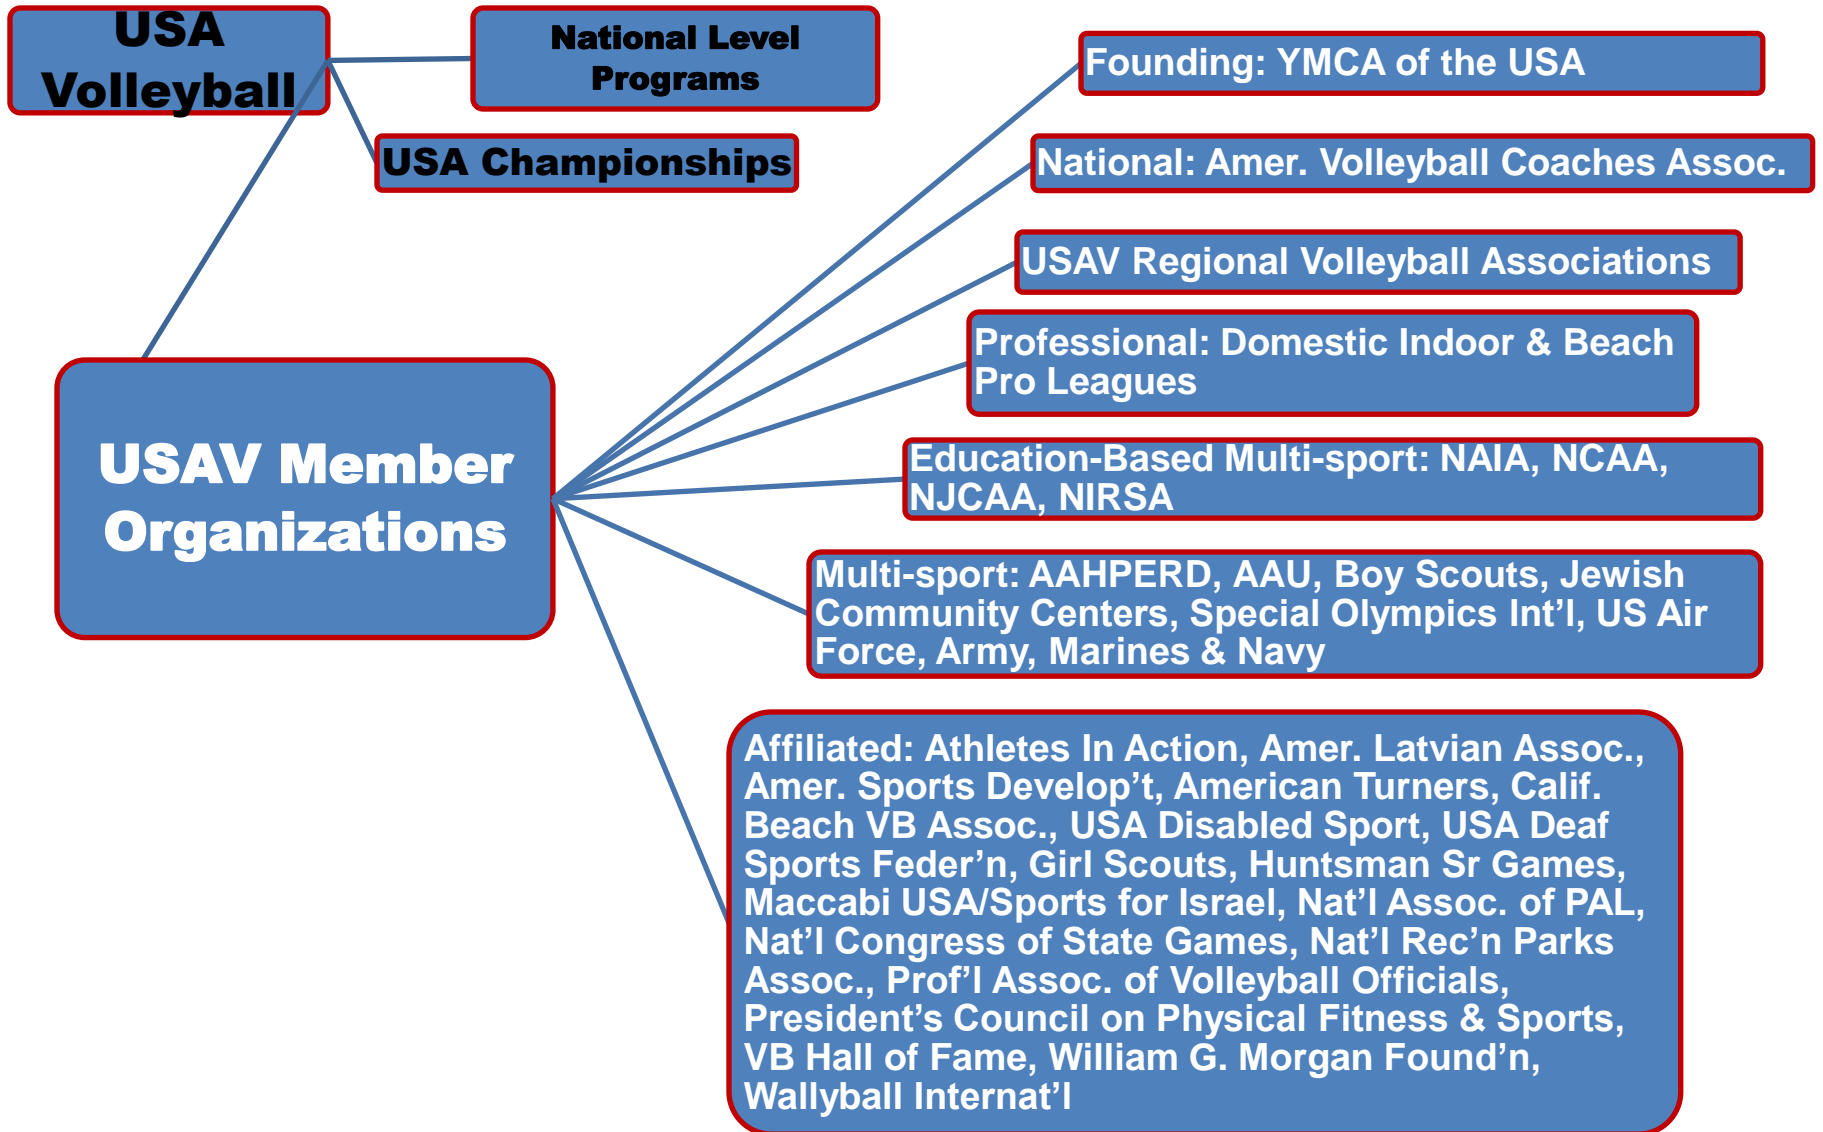 USA
Volleyball
National Level
Programs
USA Championships
Founding: YMCA of the USA
National: Amer. Volleyball Coaches Assoc.
USAV Regional Volleyball Associations
Professional: Domestic Indoor & Beach
Pro Leagues
USAV Member
Organizations
Education-Based Multi-sport: NAIA, NCAA,
NJCAA, NIRSA
Multi-sport: AAHPERD, AAU, Boy Scouts, Jewish
Community Centers, Special Olympics Int’l, US Air
Force, Army, Marines & Navy
Affiliated: Athletes In Action, Amer. Latvian Assoc.,
Amer. Sports Develop’t, American Turners, Calif.
Beach VB Assoc., USA Disabled Sport, USA Deaf
Sports Feder’n, Girl Scouts, Huntsman Sr Games,
Maccabi USA/Sports for Israel, Nat’l Assoc. of PAL,
Nat’l Congress of State Games, Nat’l Rec’n Parks
Assoc., Prof’l Assoc. of Volleyball Officials,
President’s Council on Physical Fitness & Sports,
VB Hall of Fame, William G. Morgan Found’n,
Wallyball Internat’l